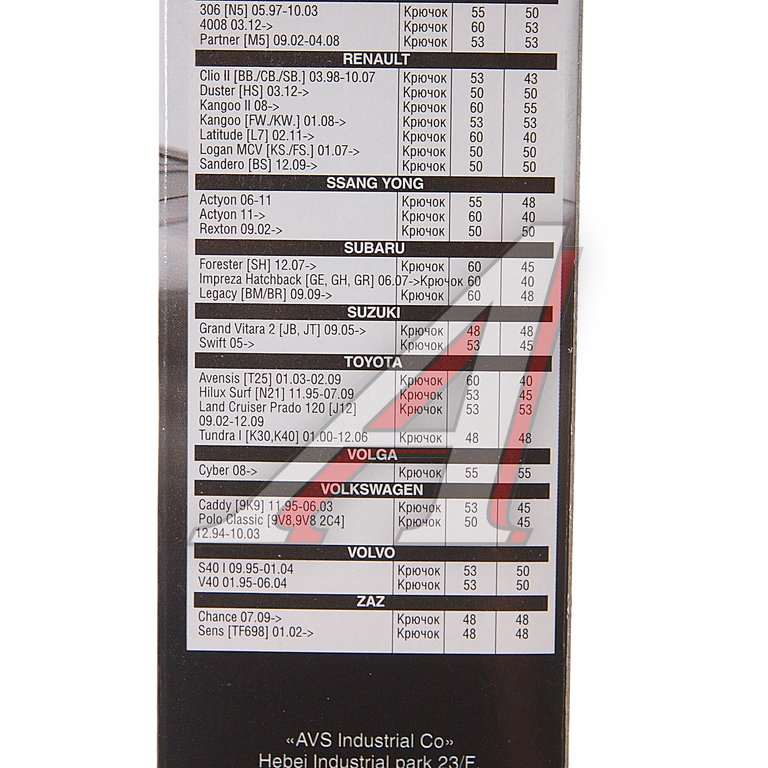 306 [N5] 05.97-10.03 Крючок 55 50
4008 03.12-> Крючок 60 53
Partner [M5] 09.02-04.08 Крючок 53 53
RENAULT
Clio II [BB./CB./SB.] 03.98-10.07 Крючок 53 43
Duster [HS] 03.12-> Крючок 50 50
Kangoo II 08-> Крючок 60 55
Kangoo [FW./KW.] 01.08-> Крючок 53 53
Latitude [L7] 02.11-> Крючок 60 40
Logan MCV [KS./FS.] 01.07-> Крючок 50 50
Sandero [BS] 12.09-> Крючок 50 50
SSANG YONG
Actyon 06-11 Крючок 55 48
Actyon 11-> Крючок 60 40
Rexton 09.02-> Крючок 50 50
SUBARU
Forester [SH] 12.07-> Крючок 60 45
Impreza Hatchback [GE, GH, GR] 06.07->Крючок 60 40
Legacy [BM/BR] 09.09-> Крючок 60 48
SUZUKI
Grand Vitara 2 [JB, JT] 09.05-> Крючок 48 48
Swift 05-> Крючок 53 45
TOYOTA
Avensis [T25] 01.03-02.09 Крючок 60 40
Hilux Surf [N21] 11.95-07.09 Крючок 53 45
Land Cruiser Prado 120 [J12] Крючок 53 53
09.02-12.09
Tundra I [K30,K40] 01.00-12.06 Крючок 48 48
VOLGA
Cyber 08-> Крючок 55 55
VOLKSWAGEN
Caddy [9K9] 11.95-06.03 Крючок 53 45
Polo Classic [9V8,9V8 2C4] Крючок 50 45
12.94-10.03
VOLVO
S40 I 09.95-01.04 Крючок 53 50
V40 01.95-06.04 Крючок 53 50
ZAZ
Chance 07.09-> Крючок 48 48
Sens [TF698] 01.02-> Крючок 48 48
«AVS Industrial Co»
Hebei Industrial park 23/F